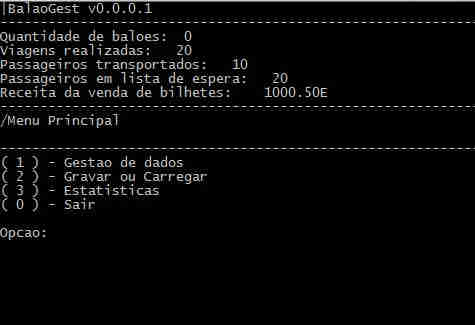 |BalaoGest v0.0.0.1
--------------------------------------------------------------------
Quantidade de baloes:  0
Viagens realizadas:   20
Passageiros transportados:   10
Passageiros em lista de espera:   20
Receita da venda de bilhetes:    1000.50E
--------------------------------------------------------------------
/Menu Principal
--------------------------------------------------------------------
( 1 ) - Gestao de dados
( 2 ) - Gravar ou Carregar
( 3 ) - Estatisticas
( 0 ) - Sair
Opcao: